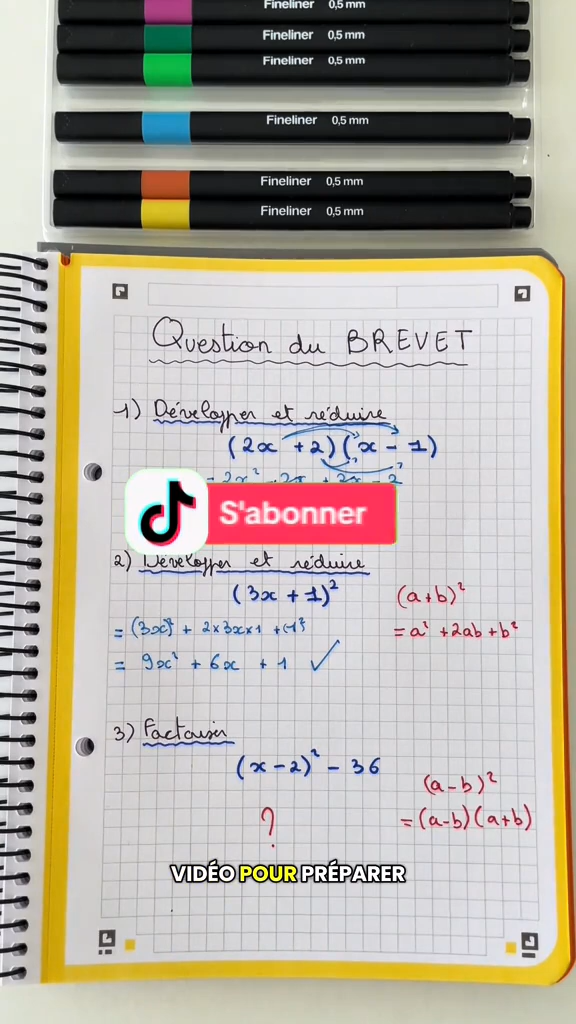 Fineliner 0,5 mm
Fineliner 0,5 mm
Fineliner 0,5 mm
Fineliner 0,5 mm
Fineliner 0,5 mm
Fineliner 0,5 mm
Question du BREVET
1) Développer et réduire
(2x + 2)(x - 1)
S'abonner
2) Développer et réduire
(3x + 1)²
(a+b)²
= (3x)² + 2x3xx1 + (1)²
= a² + 2ab + b²
= 9x² + 6x + 1 ✓
3) Factoriser
(x - 2)² - 36
(a - b)²
?
= (a-b)(a+b)
VIDÉO POUR PRÉPARER